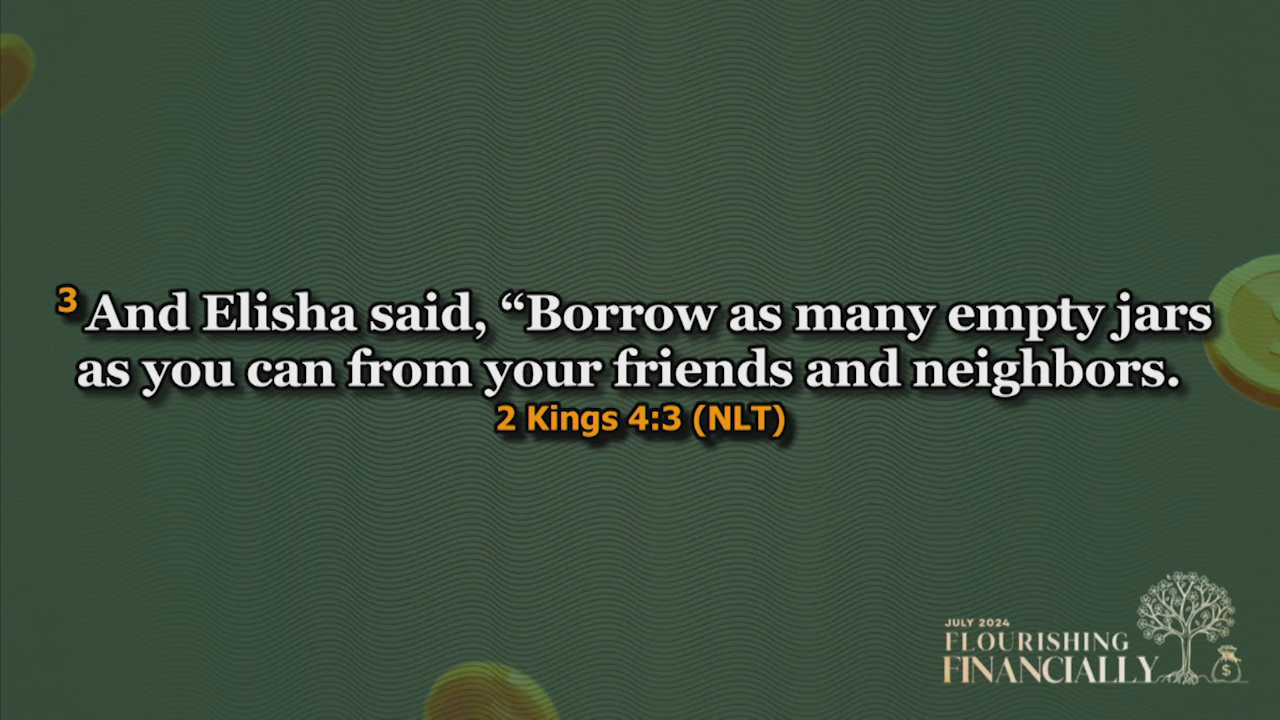 3 And Elisha said, “Borrow as many empty jars
as you can from your friends and neighbors.
2 Kings 4:3 (NLT)
JULY 2024
FLOURISHING
FINANCIALLY
$